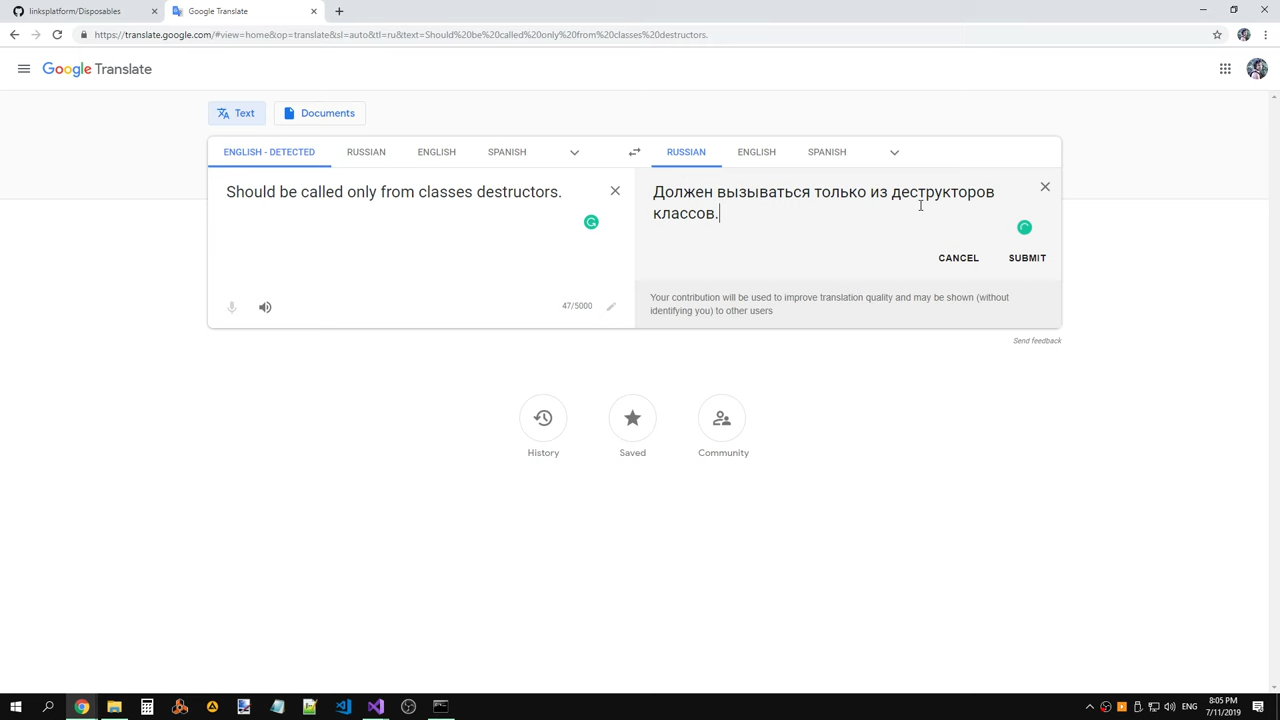 linksplatform/Disposables
Google Translate
https://translate.google.com/#view=home&op=translate&sl=auto&tl=ru&text=Should%20be%20called%20only%20from%20classes%20destructors.
Google Translate
Text
Documents
ENGLISH - DETECTED
RUSSIAN
ENGLISH
SPANISH
RUSSIAN
ENGLISH
SPANISH
Should be called only from classes destructors.
Должен вызываться только из деструкторов
классов.
CANCEL
SUBMIT
47/5000
Your contribution will be used to improve translation quality and may be shown (without
identifying you) to other users
Send feedback
History
Saved
Community
ENG
8:05 PM
7/11/2019